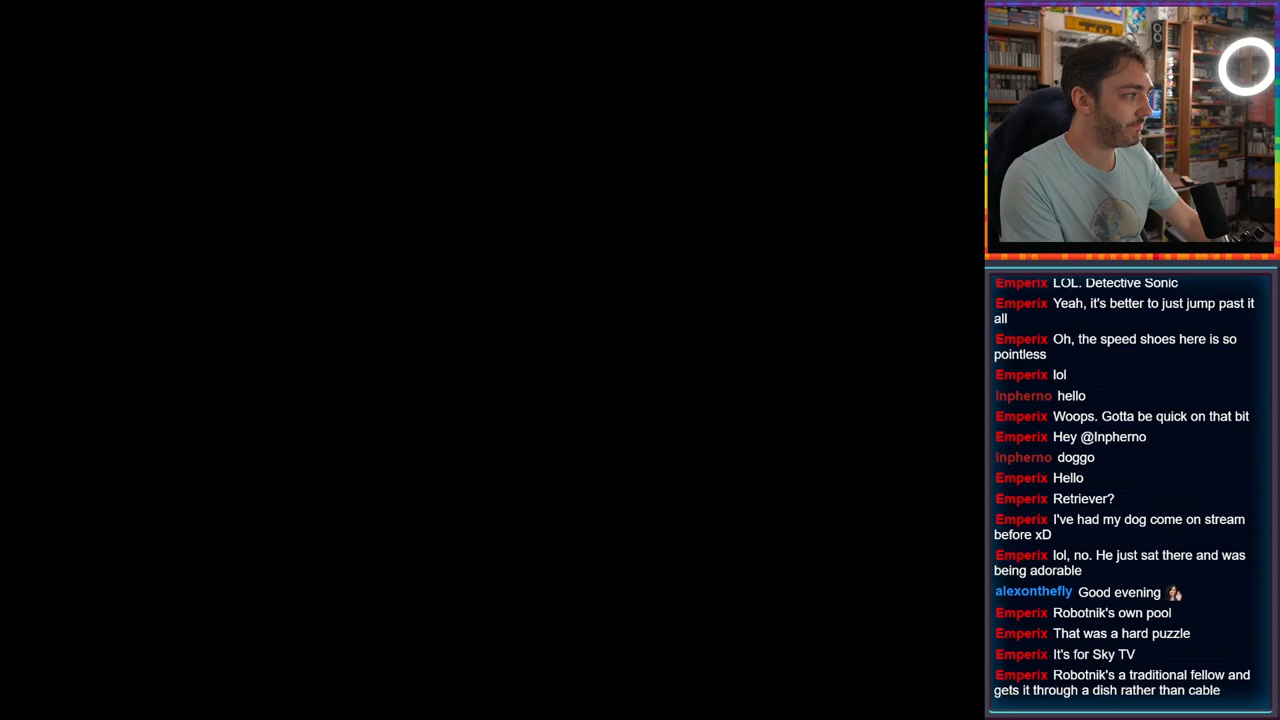 Emperix LOL. Detective Sonic
Emperix Yeah, it's better to just jump past it
all
Emperix Oh, the speed shoes here is so
pointless
Emperix lol
Inpherno hello
Emperix Woops. Gotta be quick on that bit
Emperix Hey @Inpherno
Inpherno doggo
Emperix Hello
Emperix Retriever?
Emperix I've had my dog come on stream
before xD
Emperix lol, no. He just sat there and was
being adorable
alexonthefly Good evening
Emperix Robotnik's own pool
Emperix That was a hard puzzle
Emperix It's for Sky TV
Emperix Robotnik's a traditional fellow and
gets it through a dish rather than cable